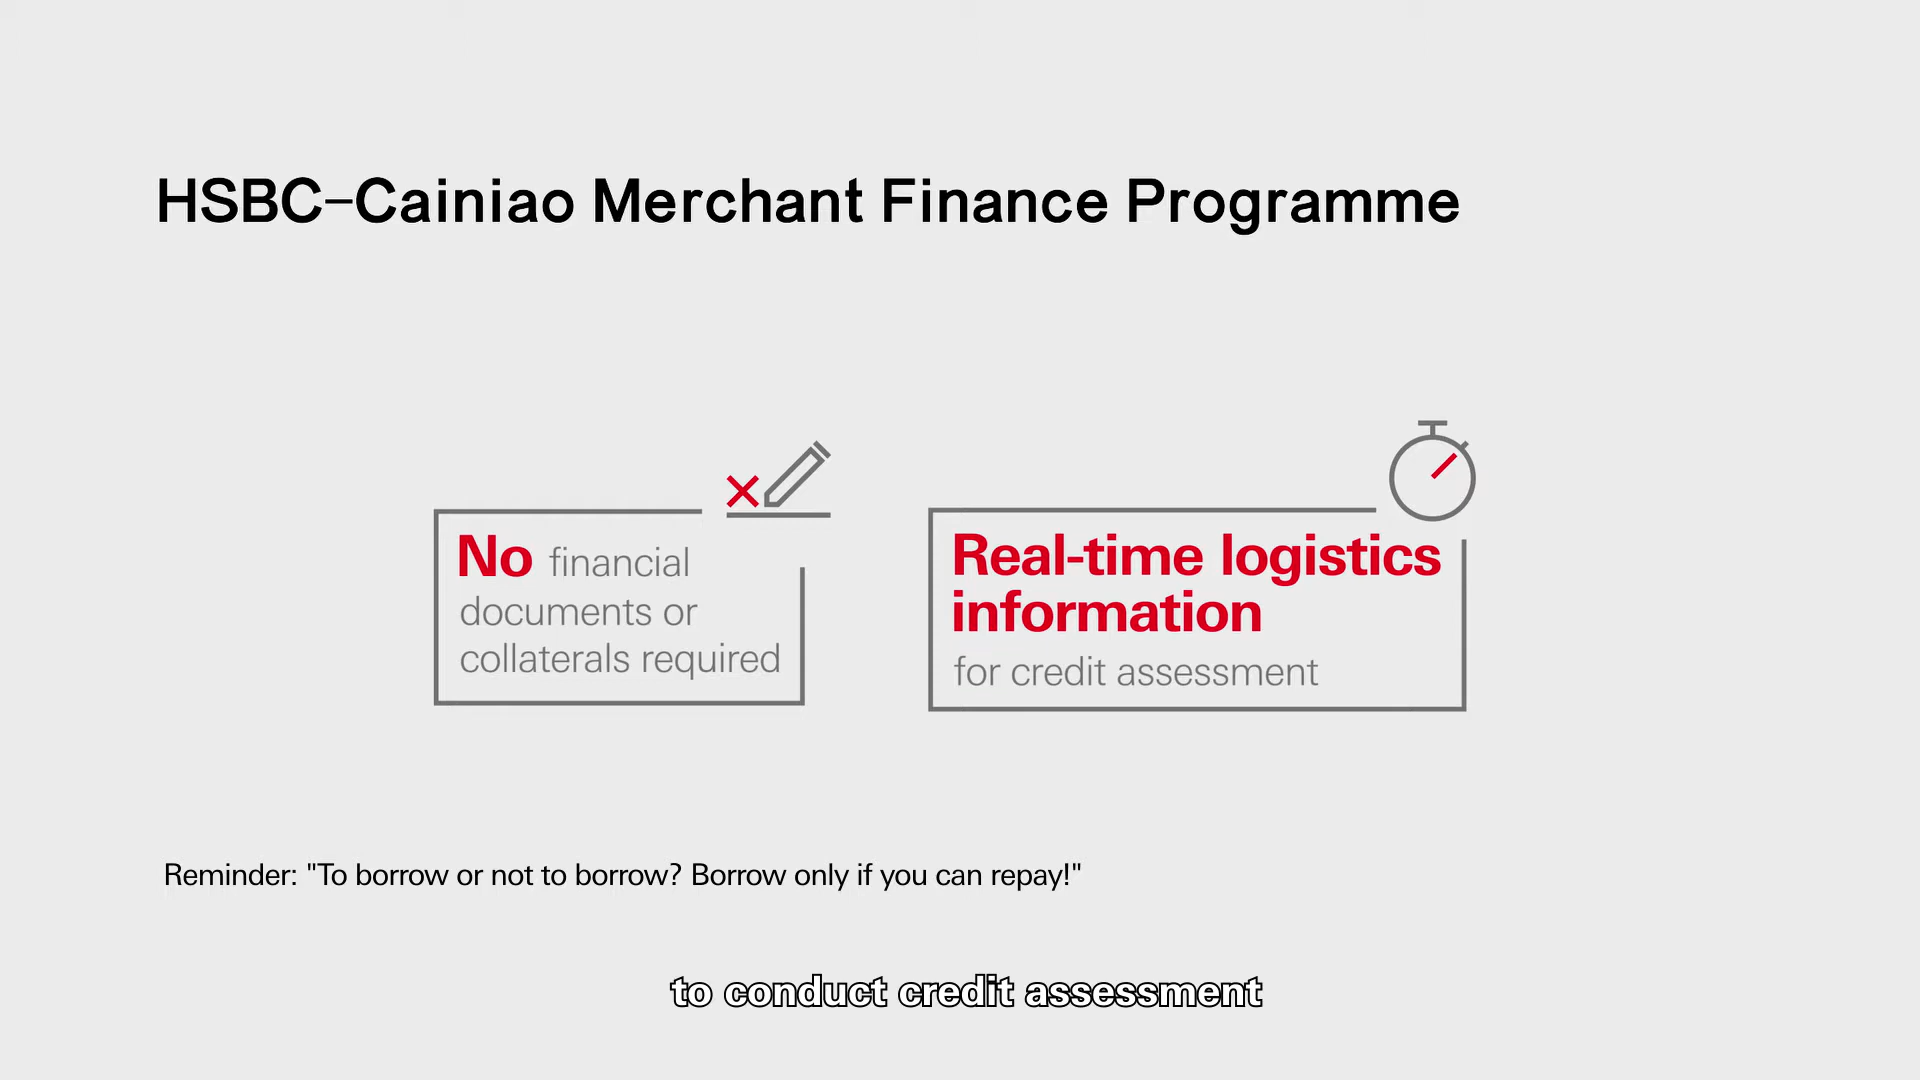 HSBC-Cainiao Merchant Finance Programme
No financial
documents or
collaterals required
Real-time logistics
information
for credit assessment
Reminder: "To borrow or not to borrow? Borrow only if you can repay!"
to conduct credit assessment